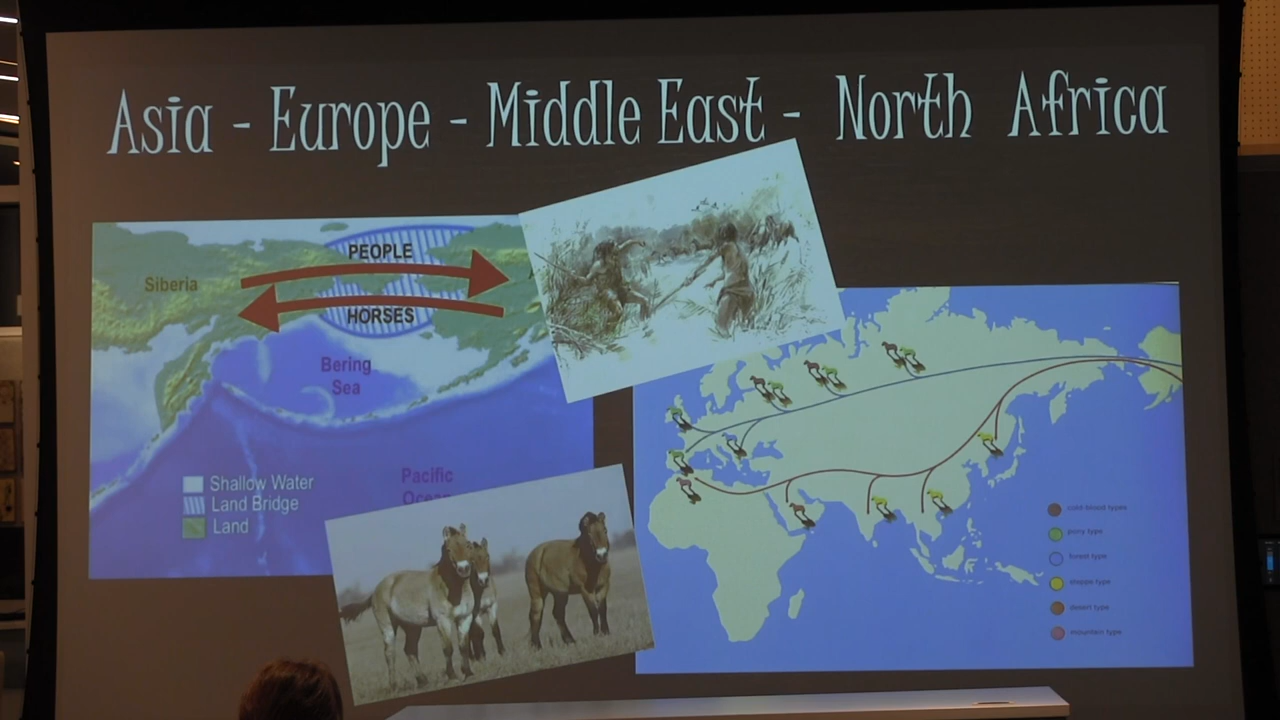 Asia - Europe - Middle East - North Africa
PEOPLE
Siberia
HORSES
Bering
Sea
Shallow Water
Land Bridge
Land
Pacific
Ocean
cold-blood types
pony type
forest type
steppe type
desert type
mountain type